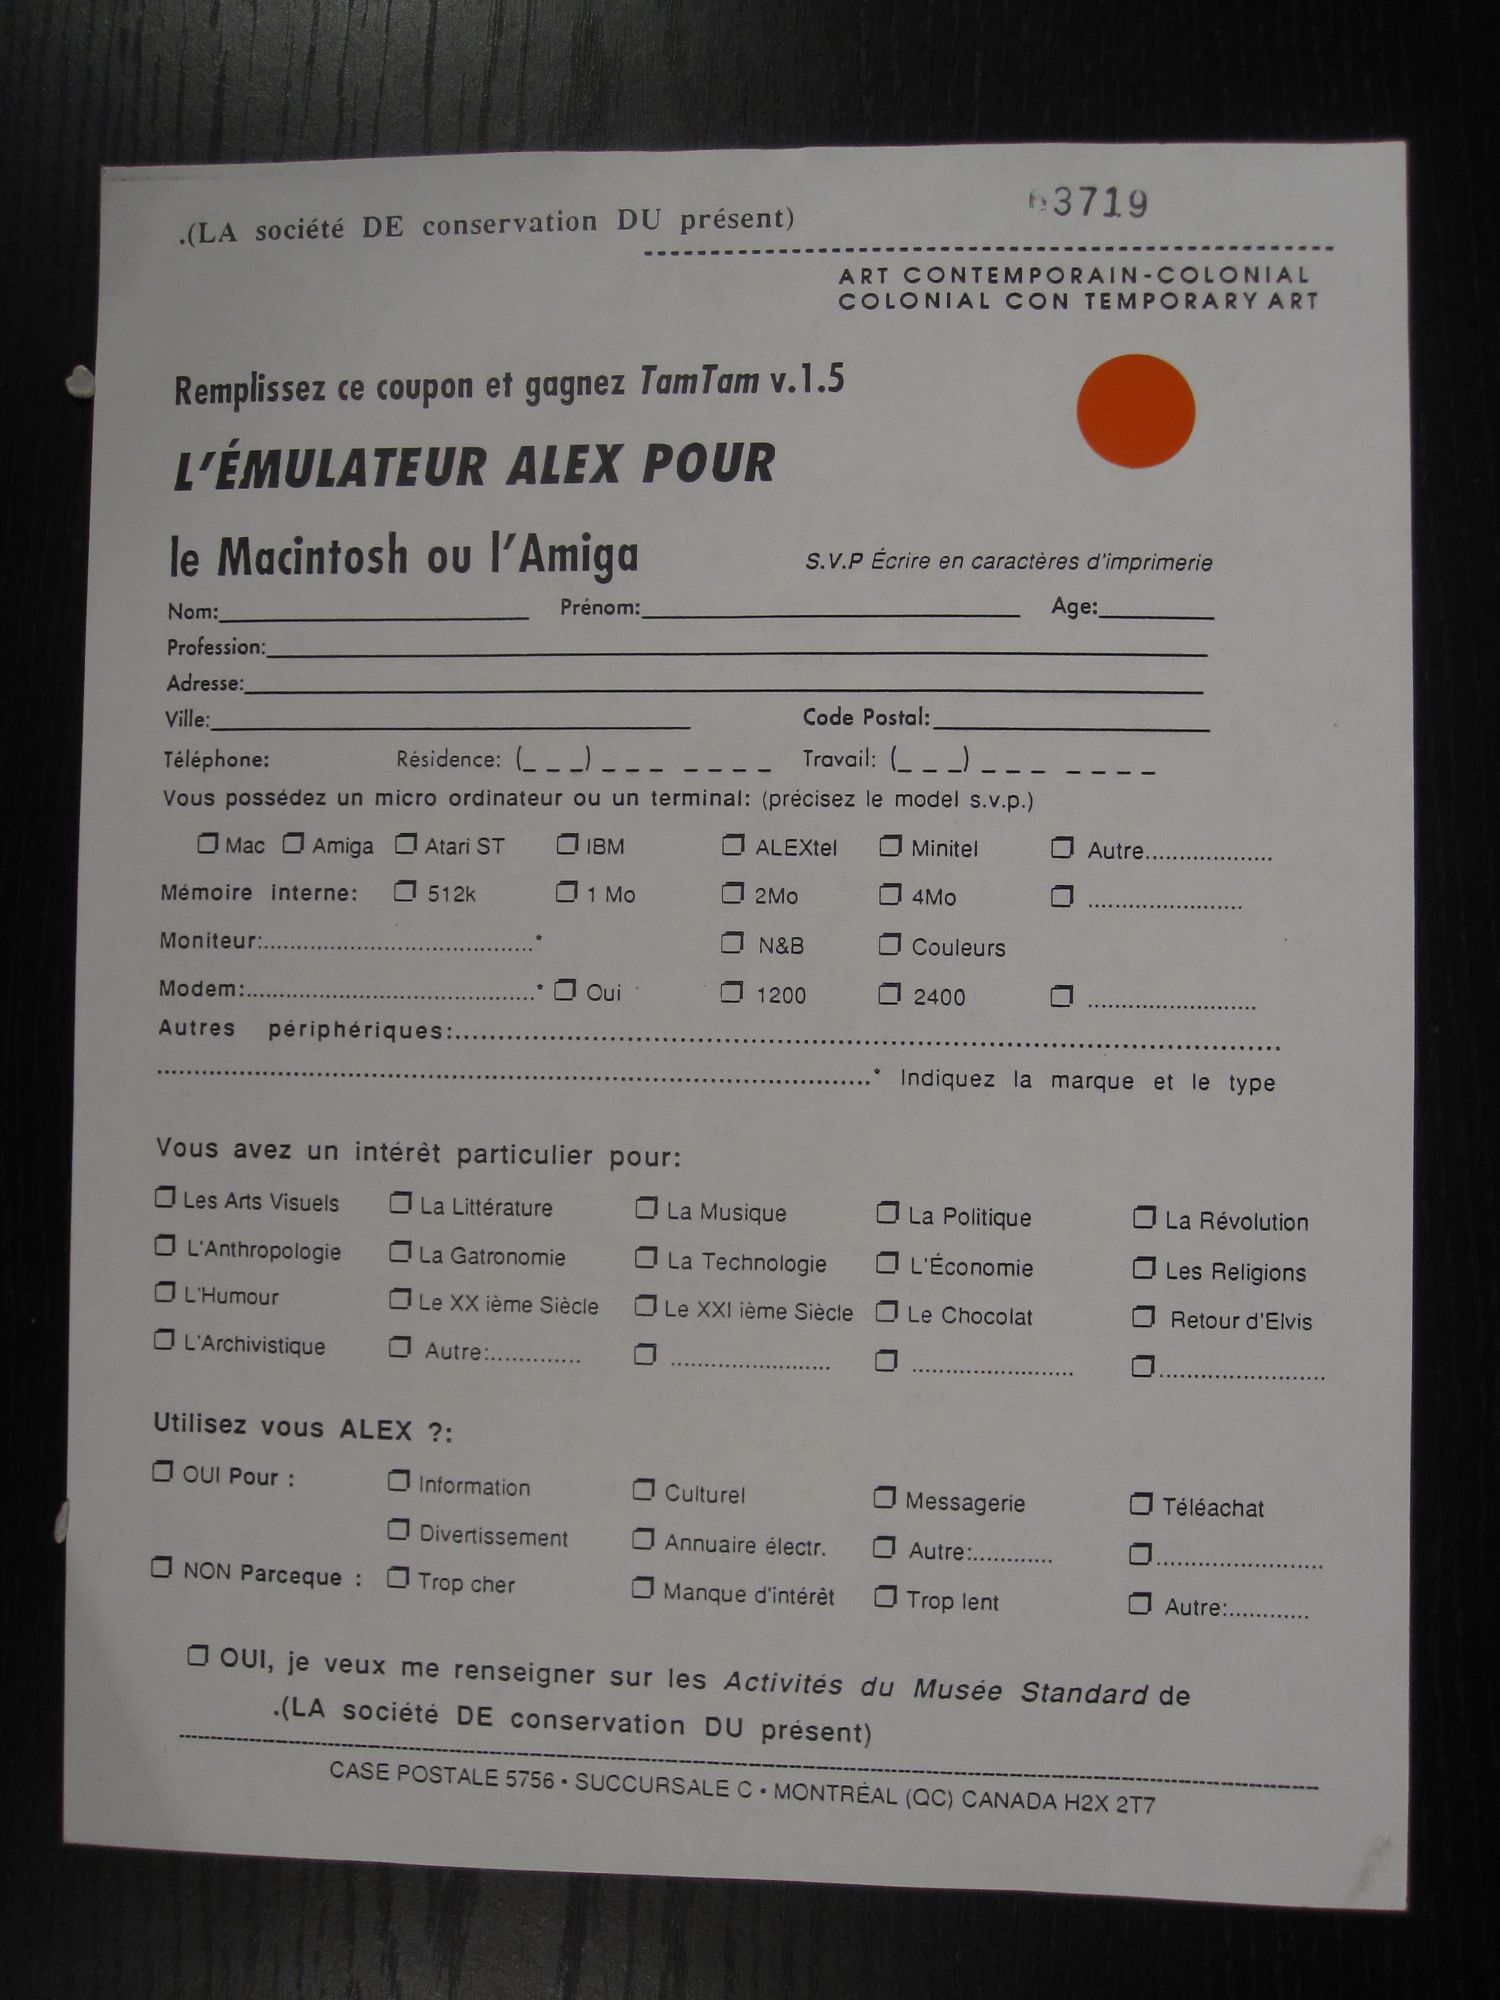 .(LA société DE conservation DU présent)
63719
ART CONTEMPORAIN-COLONIAL
COLONIAL CON TEMPORARY ART
Remplissez ce coupon et gagnez TamTam v.1.5
L'ÉMULATEUR ALEX POUR
le Macintosh ou l'Amiga
S.V.P Écrire en caractères d'imprimerie
Nom: Prénom: Age:
Profession:
Adresse:
Ville: Code Postal:
Téléphone: Résidence: (_ _ _) _ _ _ _ _ _ _ Travail: (_ _ _) _ _ _ _ _ _ _
Vous possédez un micro ordinateur ou un terminal: (précisez le model s.v.p.)
Mac Amiga Atari ST IBM ALEXtel Minitel Autre...................
Mémoire interne: 512k 1 Mo 2Mo 4Mo .......................
Moniteur:.........................................* N&B Couleurs
Modem:............................................* Oui 1200 2400 .........................
Autres périphériques:...............................................................................................
...............................................................................................* Indiquez la marque et le type
Vous avez un intérêt particulier pour:
Les Arts Visuels La Littérature La Musique La Politique La Révolution
L'Anthropologie La Gatronomie La Technologie L'Économie Les Religions
L'Humour Le XX ième Siècle Le XXI ième Siècle Le Chocolat Retour d'Elvis
L'Archivistique Autre:............. ........................ ........................ .........................
Utilisez vous ALEX ?:
OUI Pour : Information Culturel Messagerie Téléachat
Divertissement Annuaire électr. Autre:............ .........................
NON Parceque : Trop cher Manque d'intérêt Trop lent Autre:............
OUI, je veux me renseigner sur les Activités du Musée Standard de
.(LA société DE conservation DU présent)
CASE POSTALE 5756 • SUCCURSALE C • MONTRÉAL (QC) CANADA H2X 2T7